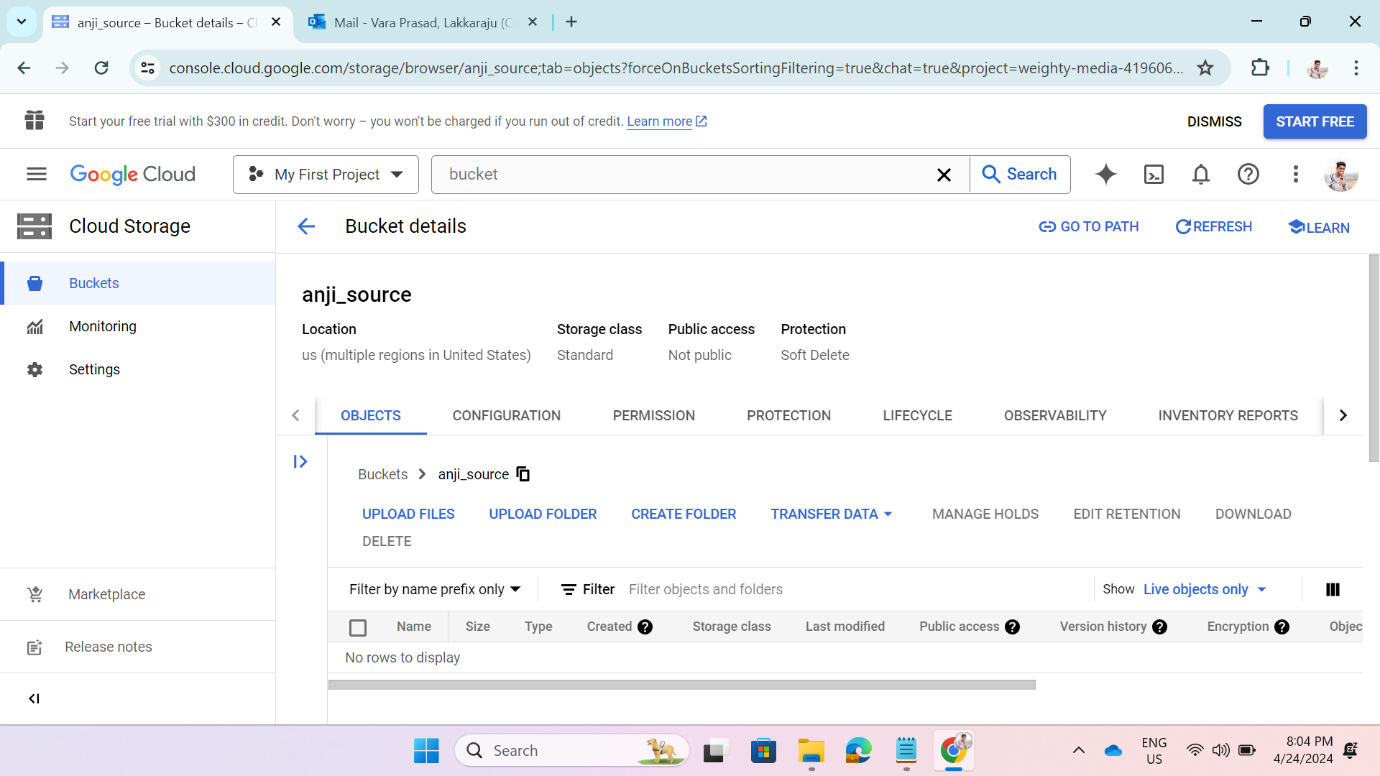 anji_source – Bucket details – Cl
Mail - Vara Prasad, Lakkaraju (C
console.cloud.google.com/storage/browser/anji_source;tab=objects?forceOnBucketsSortingFiltering=true&chat=true&project=weighty-media-419606...
Start your free trial with $300 in credit. Don't worry – you won't be charged if you run out of credit. Learn more
DISMISS
START FREE
Google Cloud
My First Project
bucket
Search
Cloud Storage
Bucket details
GO TO PATH
REFRESH
LEARN
Buckets
Monitoring
Settings
anji_source
Location Storage class Public access Protection
us (multiple regions in United States) Standard Not public Soft Delete
OBJECTS CONFIGURATION PERMISSION PROTECTION LIFECYCLE OBSERVABILITY INVENTORY REPORTS
Buckets > anji_source
UPLOAD FILES UPLOAD FOLDER CREATE FOLDER TRANSFER DATA MANAGE HOLDS EDIT RETENTION DOWNLOAD
DELETE
Filter by name prefix only Filter Filter objects and folders Show Live objects only
Name Size Type Created Storage class Last modified Public access Version history Encryption Objec
No rows to display
Marketplace
Release notes
Search
ENG
US
8:04 PM
4/24/2024